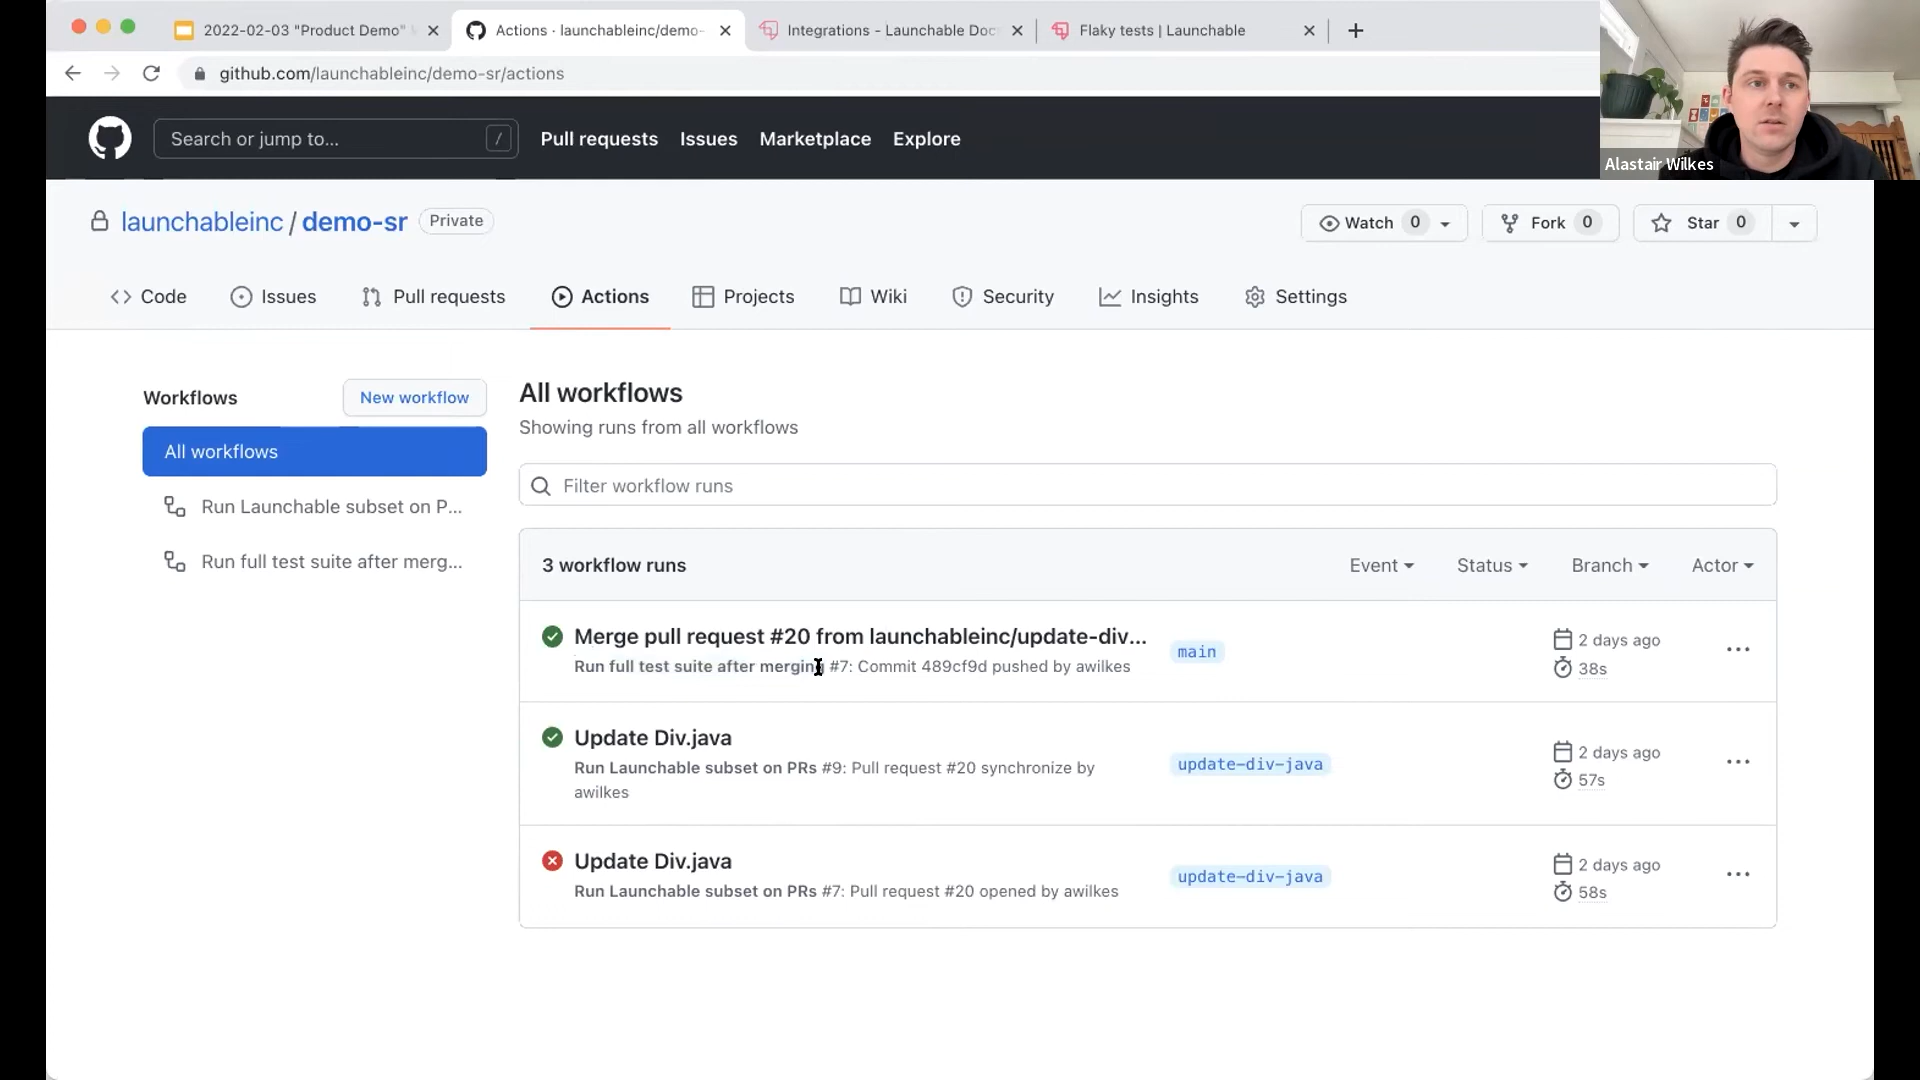 2022-02-03 "Product Demo"
Actions · launchableinc/demo-
Integrations - Launchable Doc
Flaky tests | Launchable
github.com/launchableinc/demo-sr/actions
Search or jump to...
/
Pull requests
Issues
Marketplace
Explore
Alastair Wilkes
launchableinc / demo-sr
Private
Watch 0
Fork 0
Star 0
Code
Issues
Pull requests
Actions
Projects
Wiki
Security
Insights
Settings
Workflows
New workflow
All workflows
Run Launchable subset on P...
Run full test suite after merg...
All workflows
Showing runs from all workflows
Filter workflow runs
3 workflow runs
Event
Status
Branch
Actor
Merge pull request #20 from launchableinc/update-div...
Run full test suite after merging #7: Commit 489cf9d pushed by awilkes
main
2 days ago
38s
Update Div.java
Run Launchable subset on PRs #9: Pull request #20 synchronize by
awilkes
update-div-java
2 days ago
57s
Update Div.java
Run Launchable subset on PRs #7: Pull request #20 opened by awilkes
update-div-java
2 days ago
58s